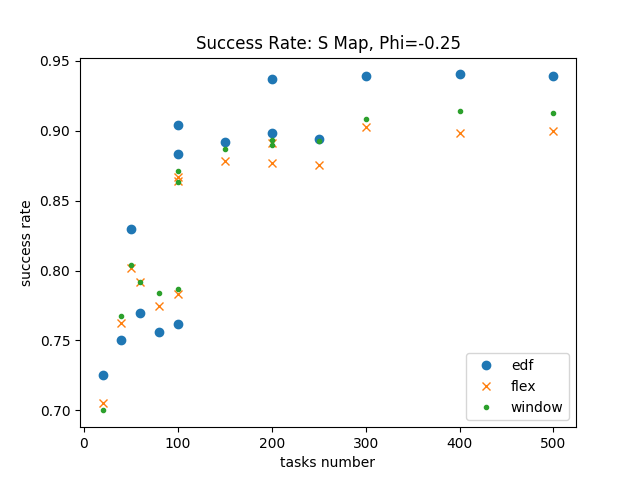 Success Rate: S Map, Phi=-0.25
0.95
0.90
0.85
0.80
0.75
0.70
success rate
0
100
200
300
400
500
tasks number
edf
flex
window